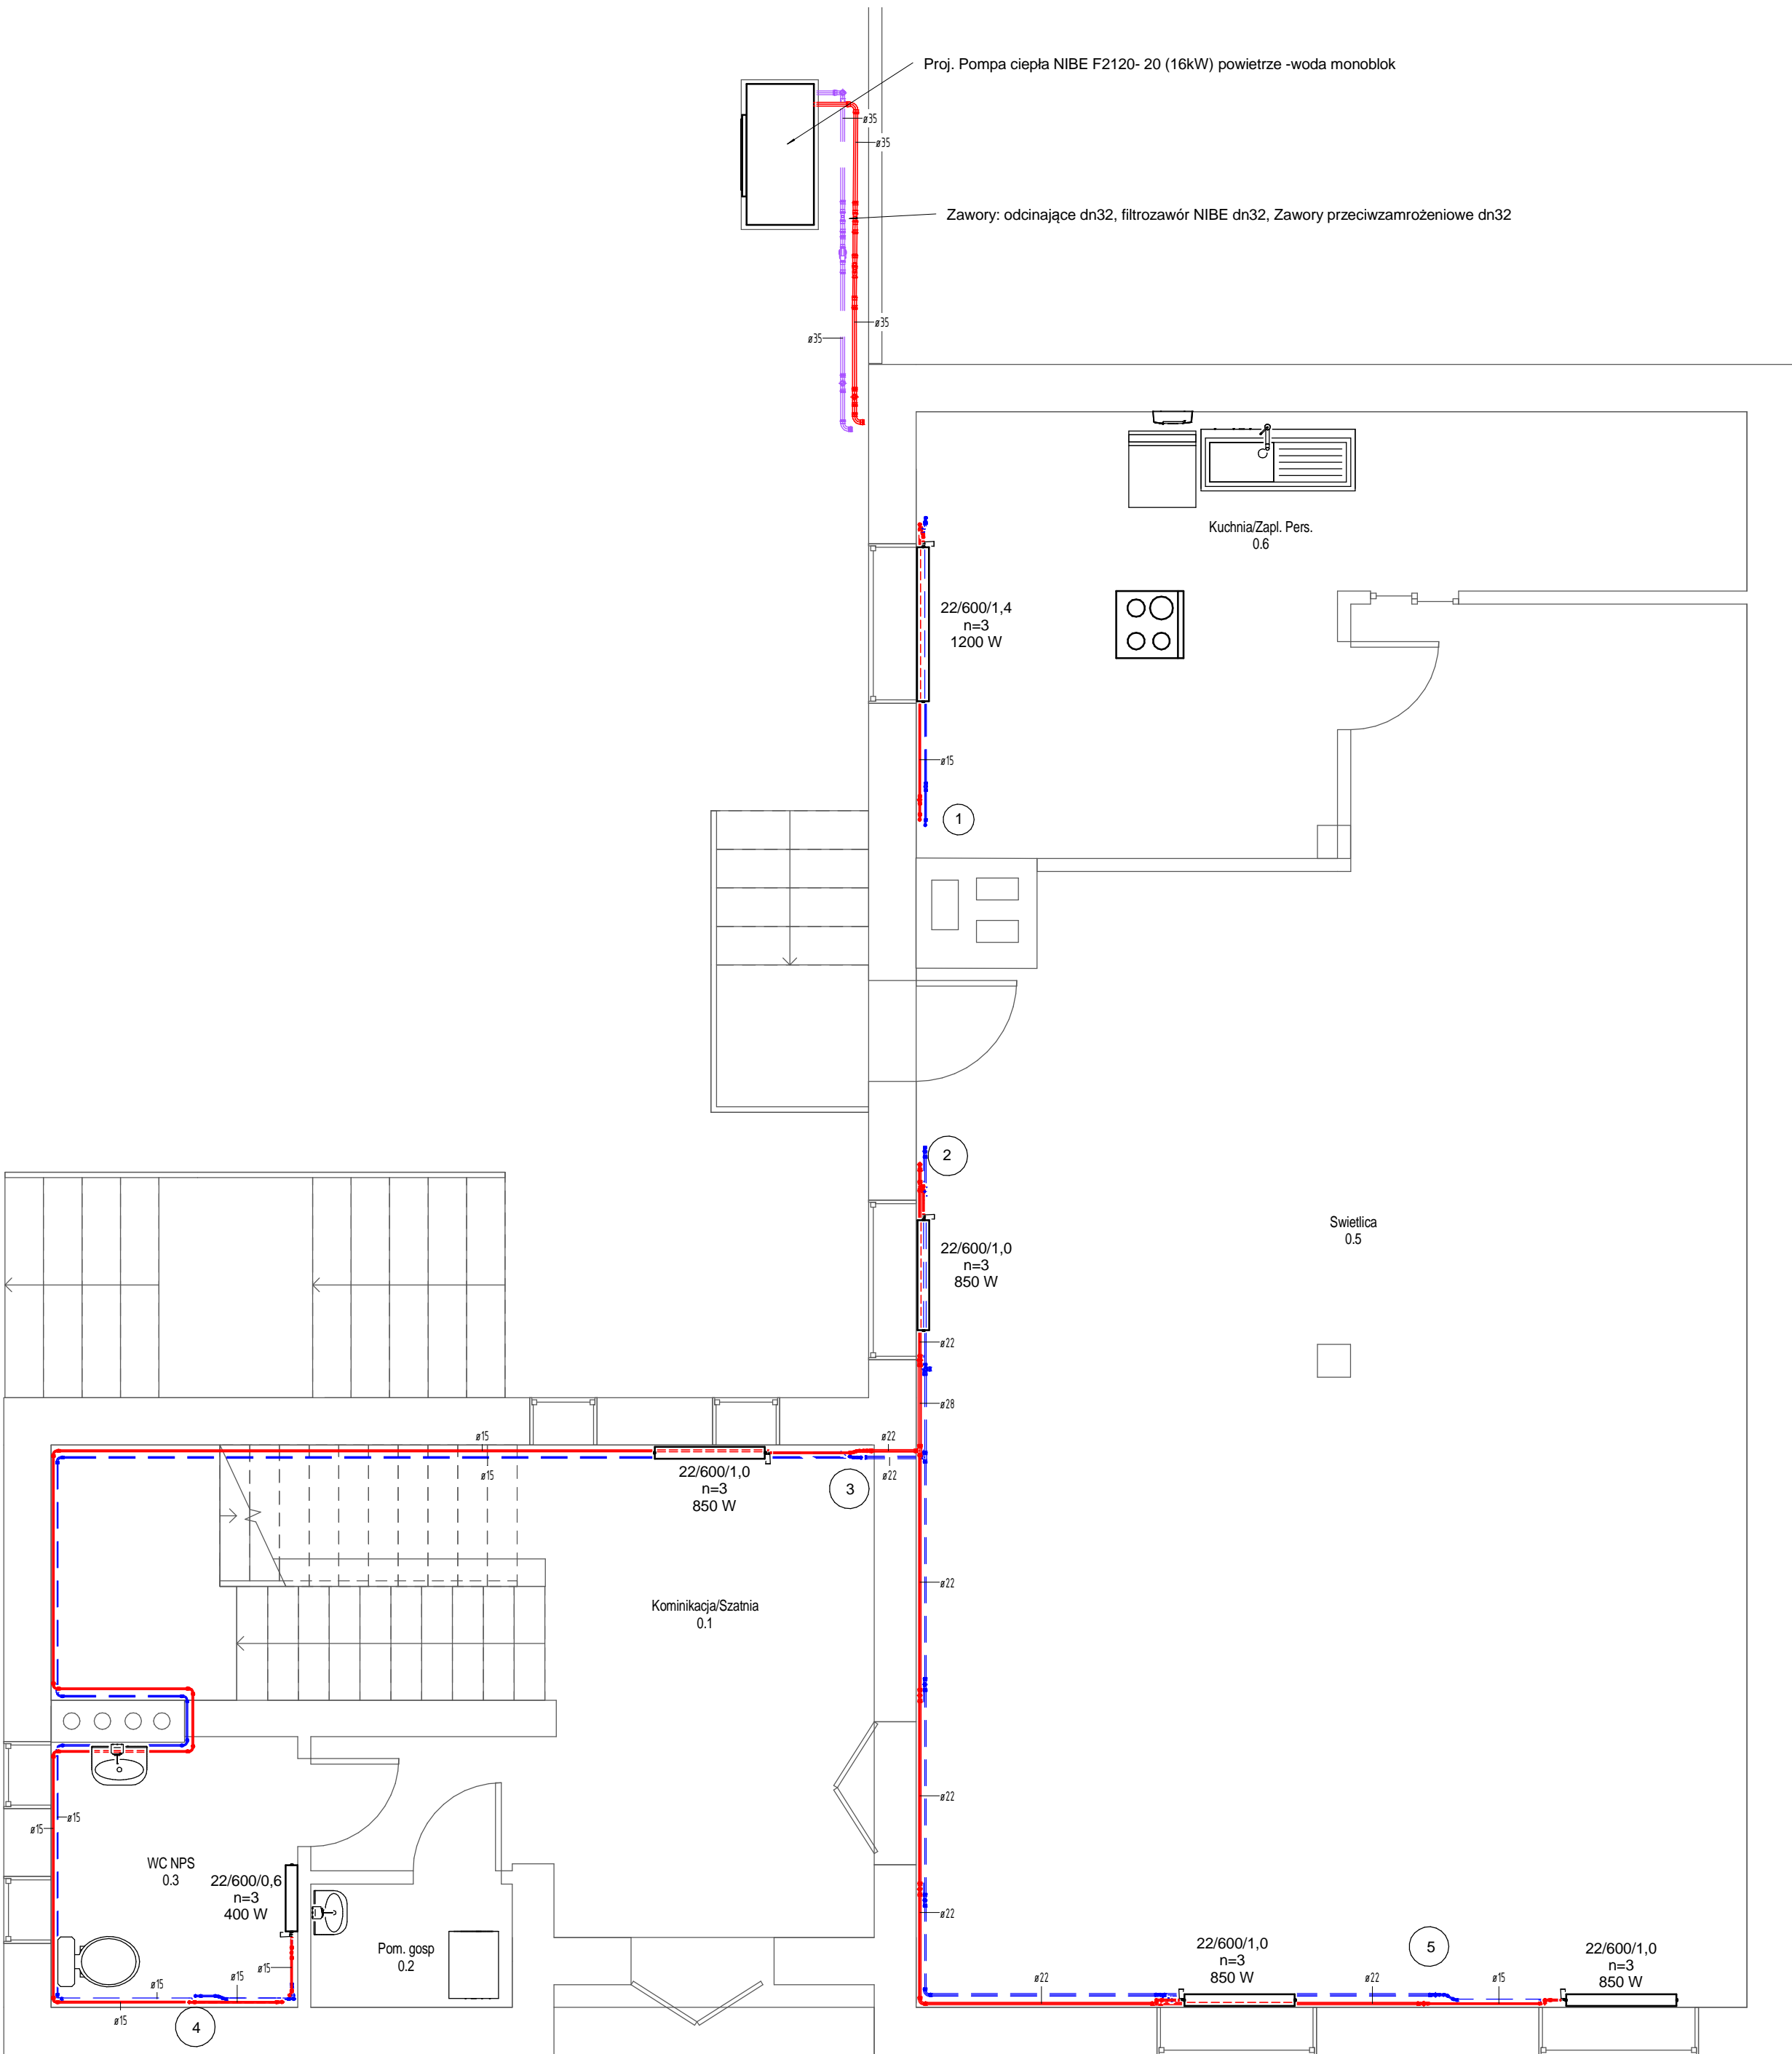 Proj. Pompa ciepła NIBE F2120- 20 (16kW) powietrze -woda monoblok
ø35
ø35
Zawory: odcinające dn32, filtrozawór NIBE dn32, Zawory przeciwzamrożeniowe dn32
ø35
ø35
Kuchnia/Zapl. Pers.
0.6
22/600/1,4
n=3
1200 W
ø15
1
2
Swietlica
0.5
22/600/1,0
n=3
850 W
ø22
ø28
ø15
ø22
ø15
ø22
22/600/1,0
n=3
850 W
3
ø22
Kominikacja/Szatnia
0.1
ø22
ø15
ø15
WC NPS
0.3
22/600/0,6
n=3
400 W
ø22
Pom. gosp
0.2
ø15
ø15
ø15
ø15
4
22/600/1,0
n=3
850 W
5
22/600/1,0
n=3
850 W
ø22
ø22
ø15